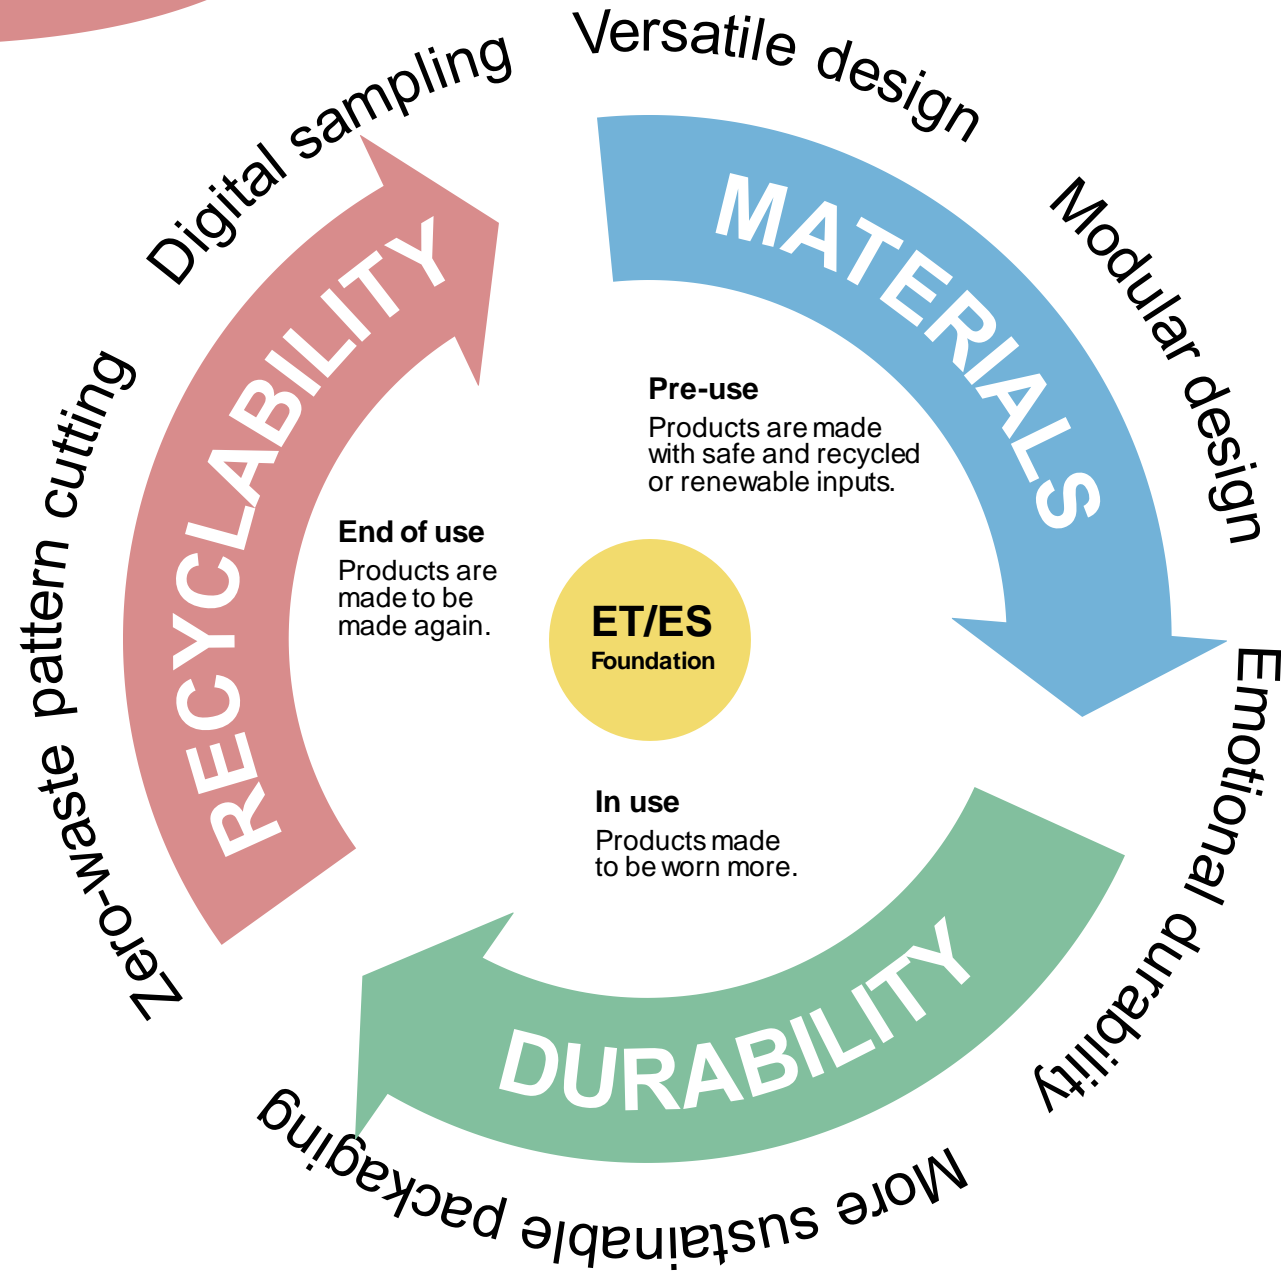 Versatile design
Modular design
Emotional durability
More sustainable packaging
Zero-waste pattern cutting
Digital sampling
MATERIALS
DURABILITY
RECYCLABILITY
Pre-use
Products are made
with safe and recycled
or renewable inputs.
End of use
Products are
made to be
made again.
ET/ES
Foundation
In use
Products made
to be worn more.